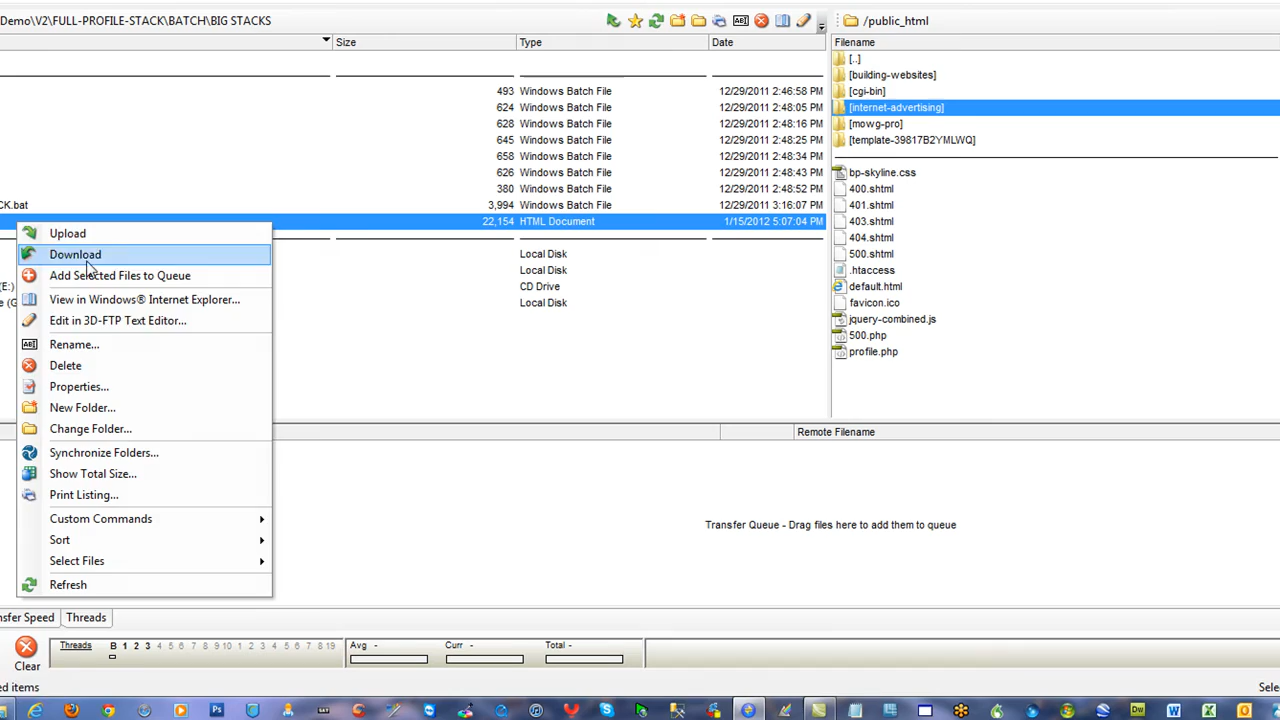 Demo\V2\FULL-PROFILE-STACK\BATCH\BIG STACKS
/public_html
Size Type Date
Filename
[..]
[building-websites]
[cgi-bin]
[internet-advertising]
[mowg-pro]
[template-39817B2YMLWQ]
bp-skyline.css
400.shtml
401.shtml
403.shtml
404.shtml
500.shtml
.htaccess
default.html
favicon.ico
jquery-combined.js
500.php
profile.php
493 Windows Batch File 12/29/2011 2:46:58 PM
624 Windows Batch File 12/29/2011 2:48:05 PM
628 Windows Batch File 12/29/2011 2:48:16 PM
645 Windows Batch File 12/29/2011 2:48:25 PM
658 Windows Batch File 12/29/2011 2:48:34 PM
626 Windows Batch File 12/29/2011 2:48:43 PM
380 Windows Batch File 12/29/2011 2:48:52 PM
CK.bat 3,994 Windows Batch File 12/29/2011 3:16:07 PM
22,154 HTML Document 1/15/2012 5:07:04 PM
Local Disk
(E:) Local Disk
CD Drive
Local Disk
Upload
Download
Add Selected Files to Queue
View in Windows® Internet Explorer...
Edit in 3D-FTP Text Editor...
Rename...
Delete
Properties...
New Folder...
Change Folder...
Synchronize Folders...
Show Total Size...
Print Listing...
Custom Commands
Sort
Select Files
Refresh
Remote Filename
Transfer Queue - Drag files here to add them to queue
nsfer Speed Threads
Clear
Threads B 1 2 3 4 5 6 7 8 9 10 1 2 3 4 5 6 7 8 19
Avg - Curr - Total -
ed items
Sele